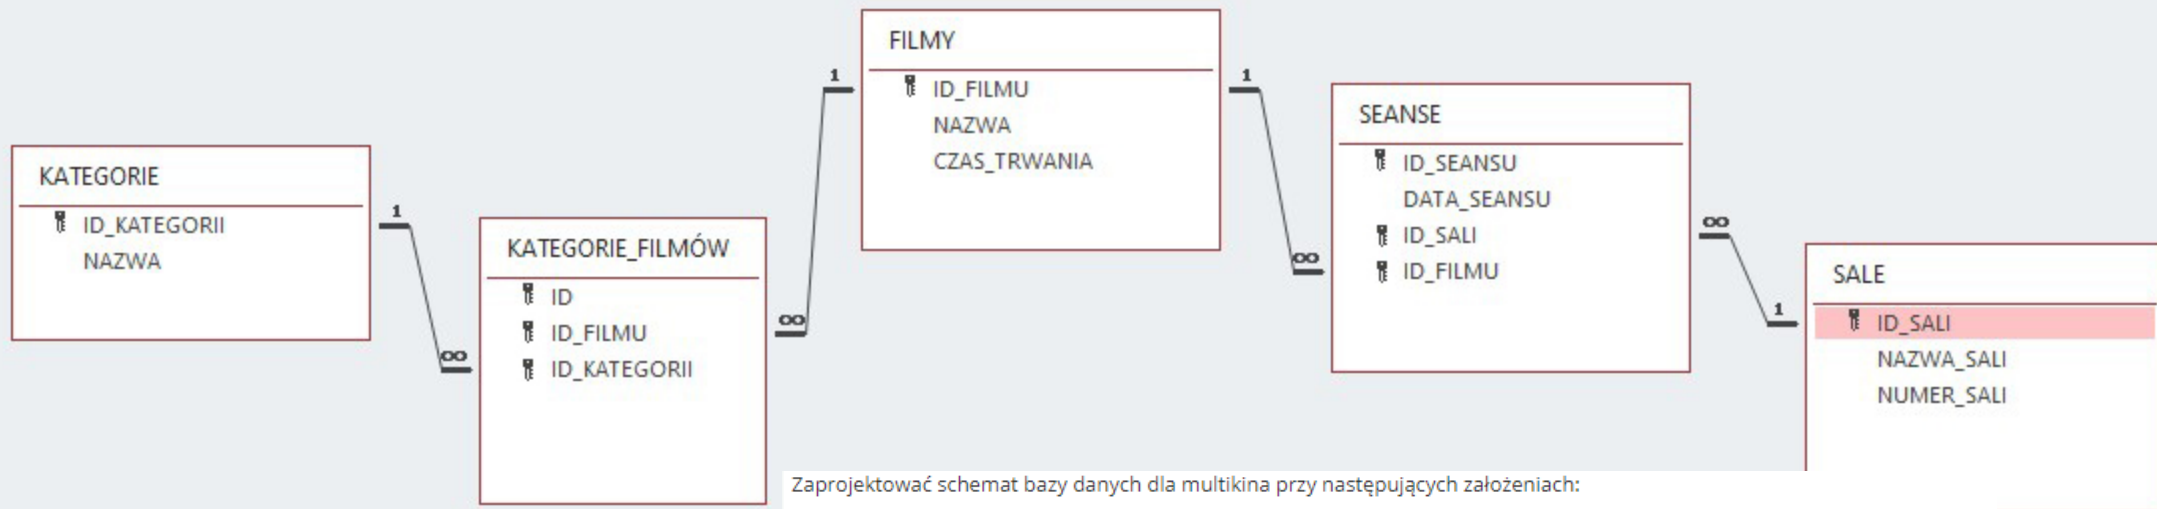 KATEGORIE
ID_KATEGORII
NAZWA
1
∞
KATEGORIE_FILMÓW
ID
ID_FILMU
ID_KATEGORII
∞
1
FILMY
ID_FILMU
NAZWA
CZAS_TRWANIA
1
∞
SEANSE
ID_SEANSU
DATA_SEANSU
ID_SALI
ID_FILMU
∞
1
SALE
ID_SALI
NAZWA_SALI
NUMER_SALI
Zaprojektować schemat bazy danych dla multikina przy następujących założeniach: